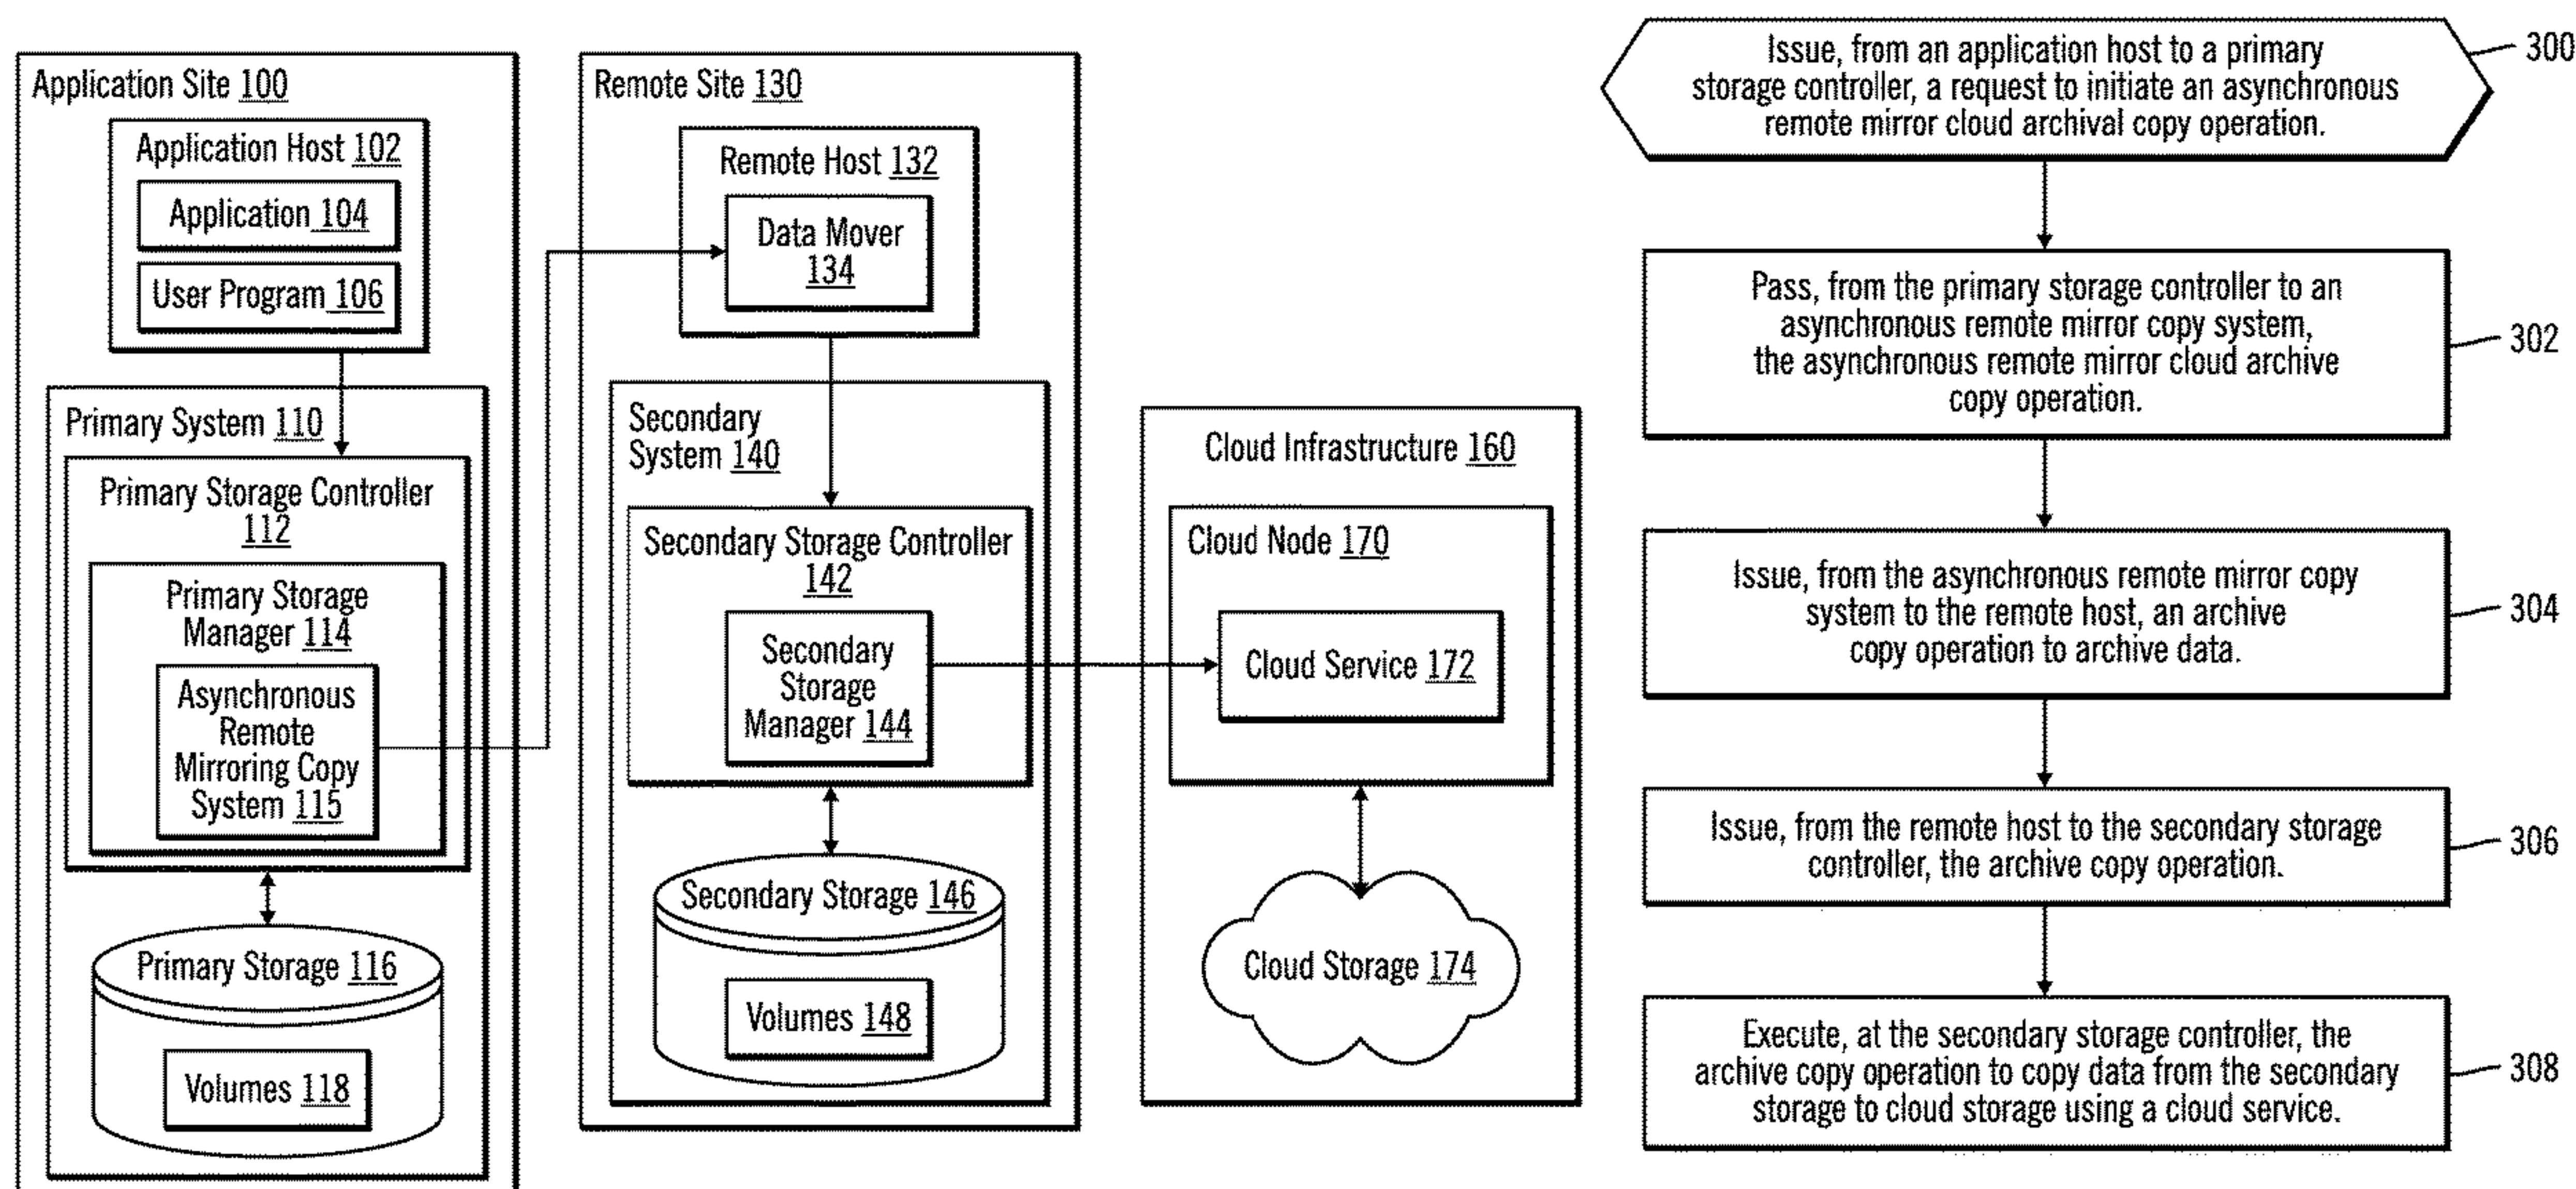 Application Site 100
Application Host 102
Application 104
User Program 106
Primary System 110
Primary Storage Controller
112
Primary Storage
Manager 114
Asynchronous
Remote
Mirroring Copy
System 115
Primary Storage 116
Volumes 118
Remote Site 130
Remote Host 132
Data Mover
134
Secondary
System 140
Secondary Storage Controller
142
Secondary
Storage
Manager 144
Secondary Storage 146
Volumes 148
Cloud Infrastructure 160
Cloud Node 170
Cloud Service 172
Cloud Storage 174
Issue, from an application host to a primary
storage controller, a request to initiate an asynchronous
remote mirror cloud archival copy operation.
300
Pass, from the primary storage controller to an
asynchronous remote mirror copy system,
the asynchronous remote mirror cloud archive
copy operation.
302
Issue, from the asynchronous remote mirror copy
system to the remote host, an archive
copy operation to archive data.
304
Issue, from the remote host to the secondary storage
controller, the archive copy operation.
306
Execute, at the secondary storage controller, the
archive copy operation to copy data from the secondary
storage to cloud storage using a cloud service.
308